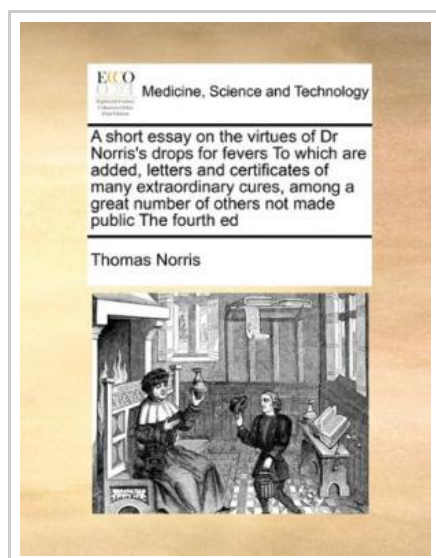 ECCO
Medicine, Science and Technology
A short essay on the virtues of Dr
Norris's drops for fevers To which are
added, letters and certificates of
many extraordinary cures, among a
great number of others not made
public The fourth ed
Thomas Norris